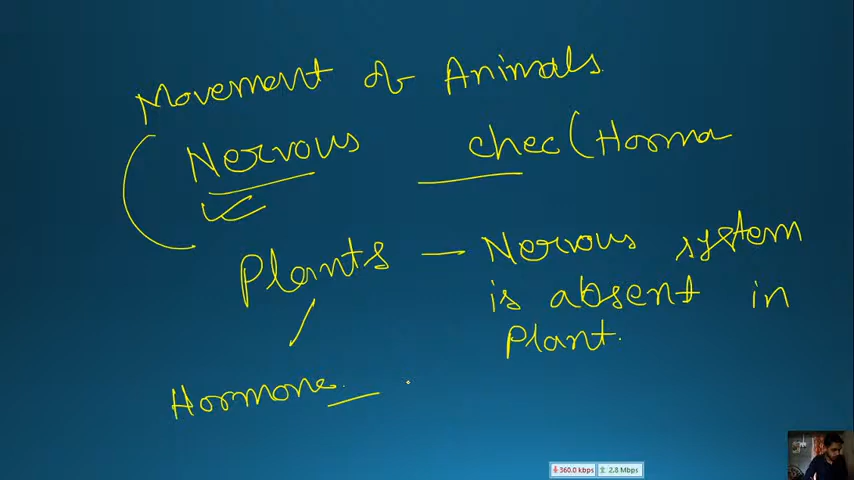 Movement of Animals.
Nervous chec (Horma
Plants — Nervous system
is absent in
Plant.
Hormone
360.0 kbps 2.8 Mbps